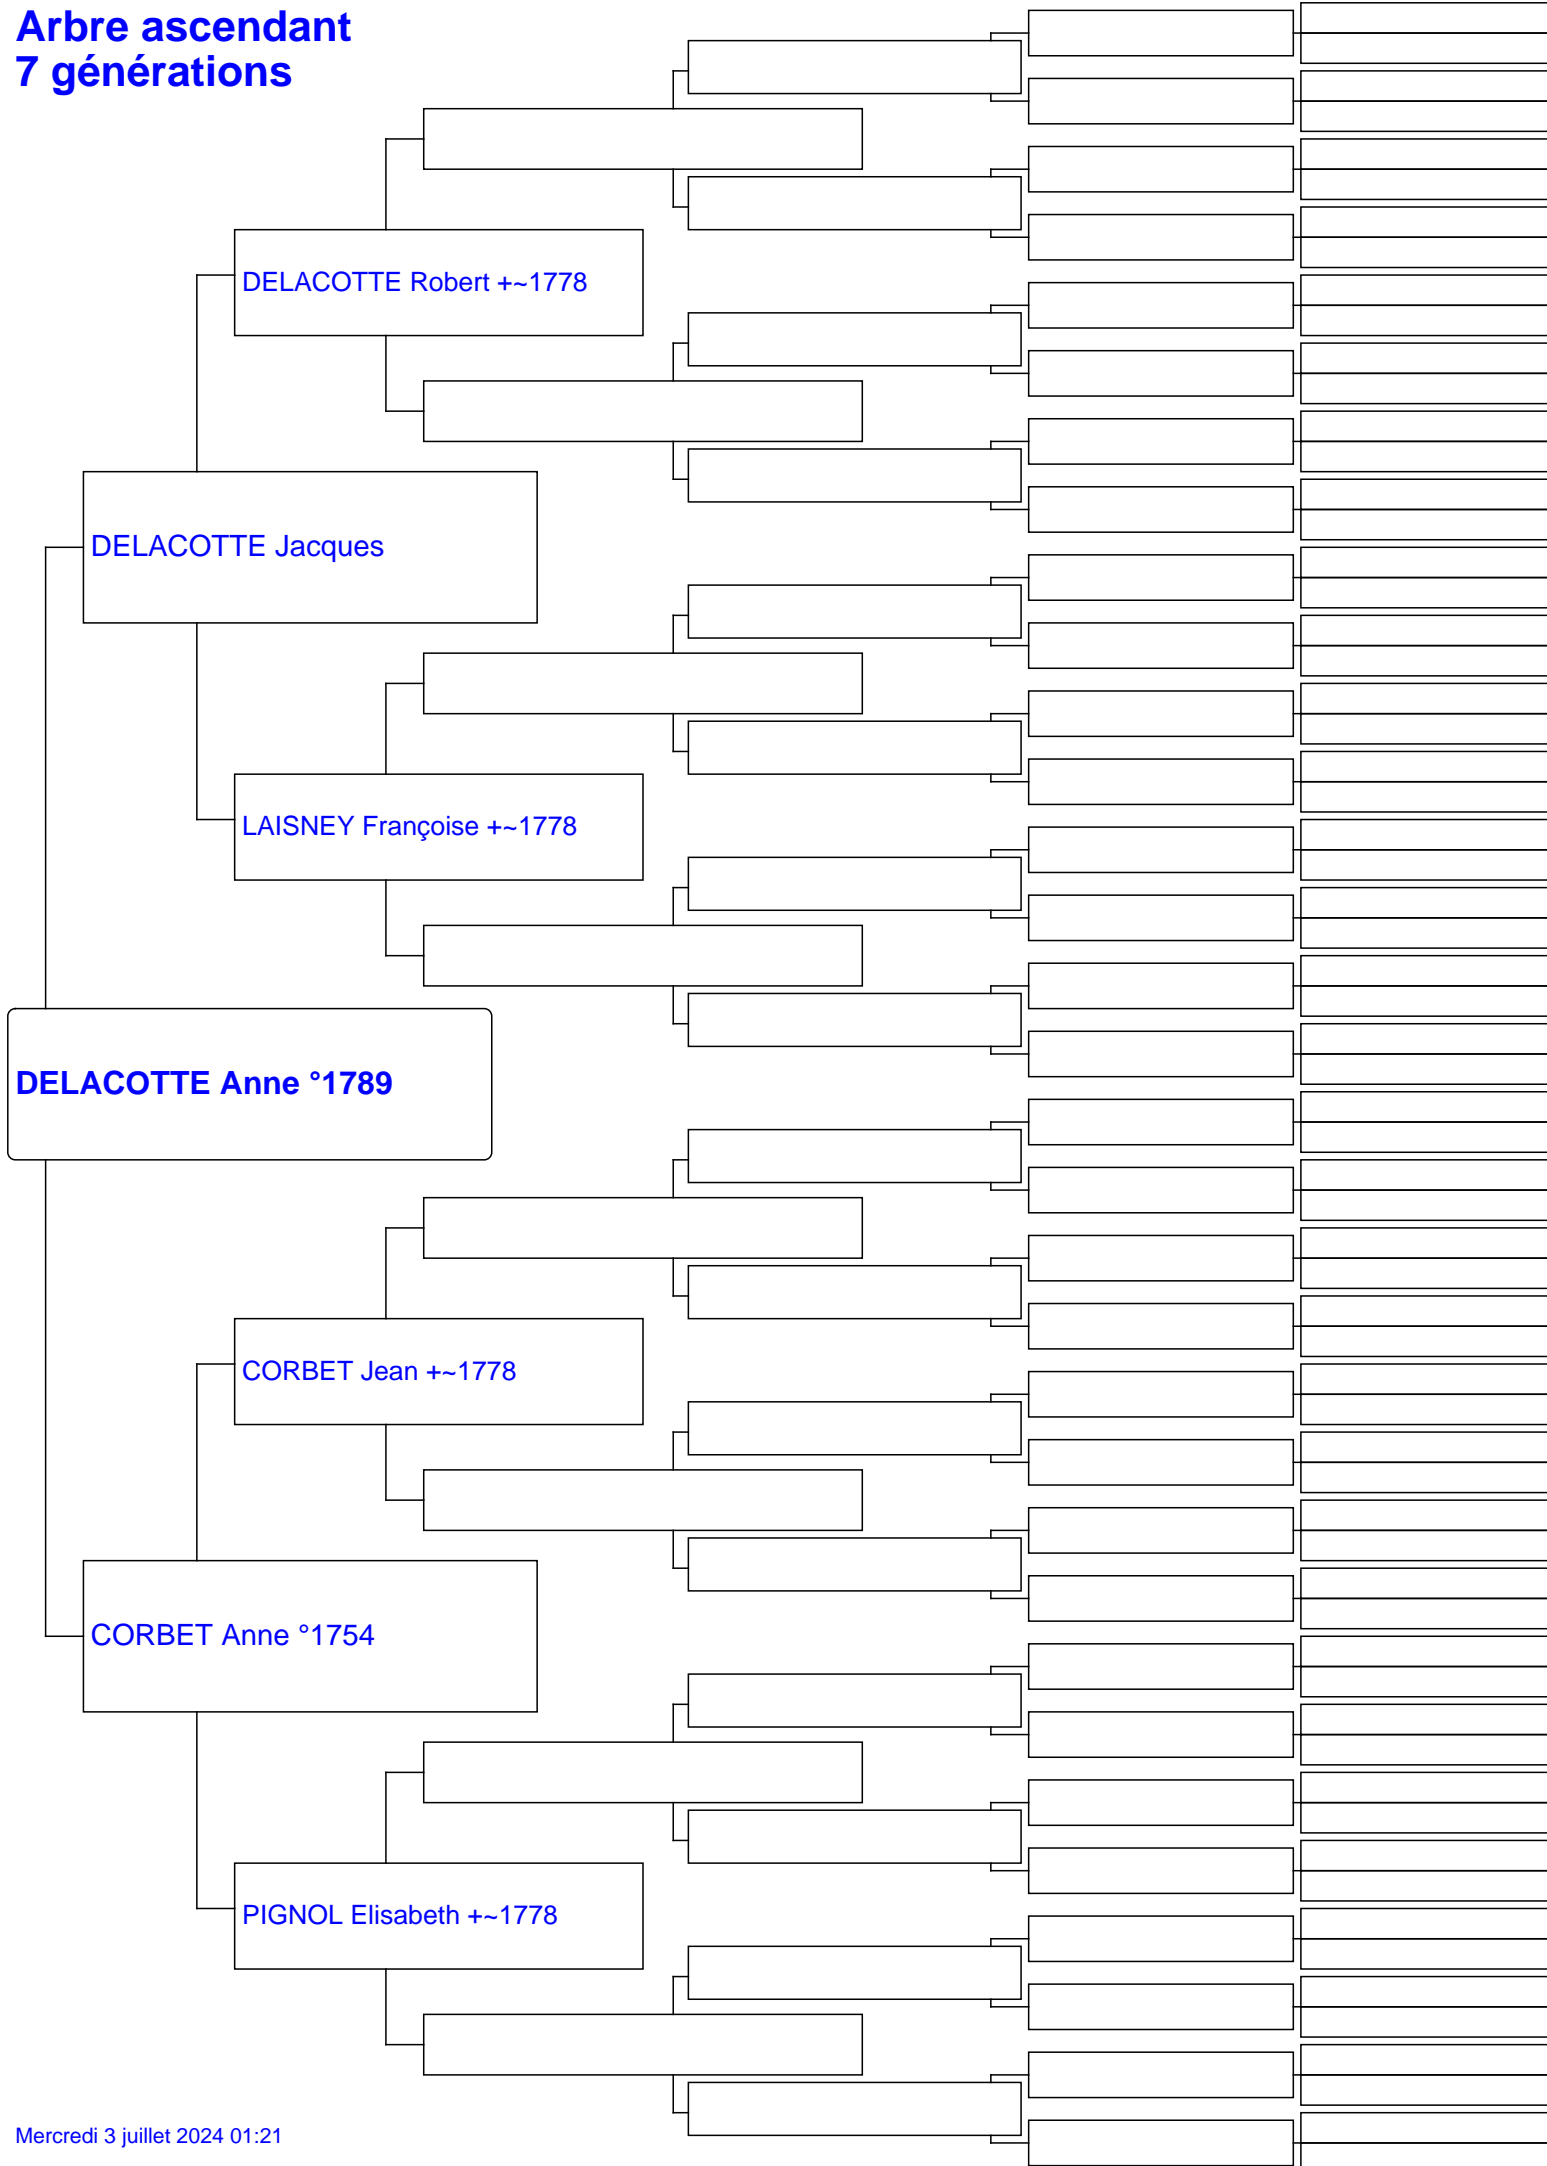 Arbre ascendant
7 générations
DELACOTTE Robert +~1778
DELACOTTE Jacques
LAISNEY Françoise +~1778
DELACOTTE Anne °1789
CORBET Jean +~1778
CORBET Anne °1754
PIGNOL Elisabeth +~1778
Mercredi 3 juillet 2024 01:21